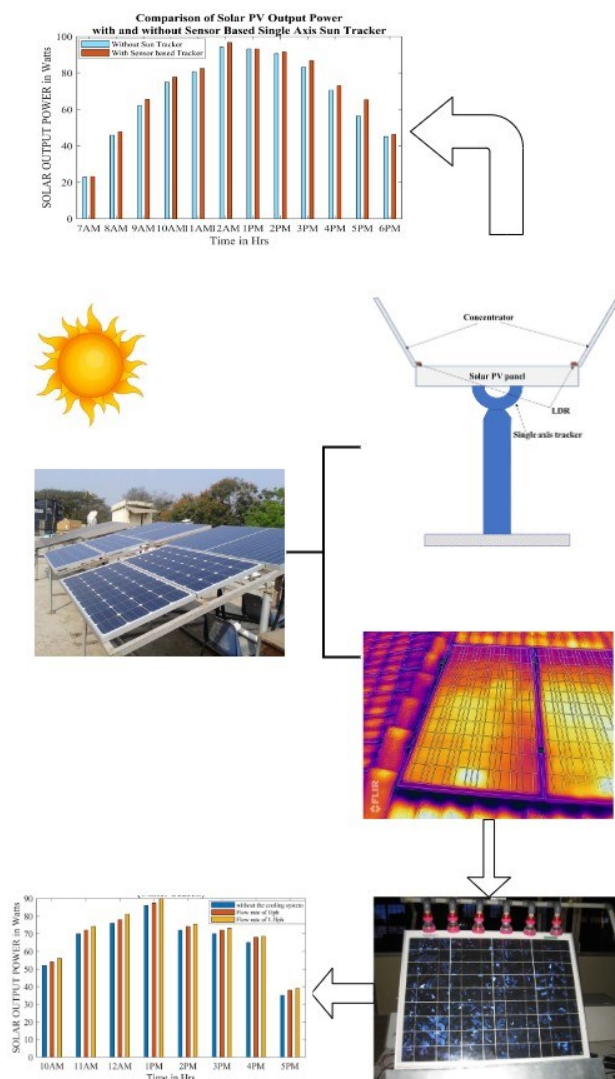 Comparison of Solar PV Output Power
with and without Sensor Based Single Axis Sun Tracker
Without Sun Tracker
With Sensor based Tracker
SOLAR OUTPUT POWER in Watts
100
80
60
40
20
0
7AM 8AM 9AM 10AM 11AM 12AM 1PM 2PM 3PM 4PM 5PM 6PM
Time in Hrs
Concentrator
Solar PV panel
LDR
Single axis tracker
FLIR
without the cooling system
Flow rate of
Flow rate of
SOLAR OUTPUT POWER in Watts
90
80
70
60
50
40
30
20
10
0
10AM 11AM 12AM 1PM 2PM 3PM 4PM 5PM
Time in Hrs